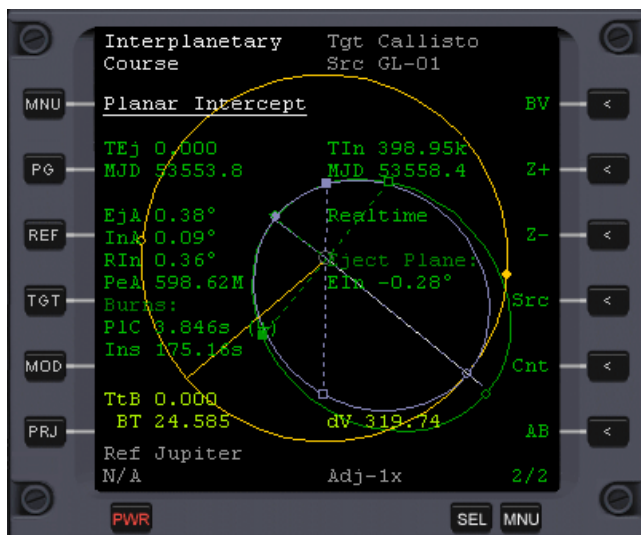 Interplanetary Tgt Callisto
Course Src GL-01
MNU Planar Intercept BV <
TEj 0.000 TIn 398.95k
PG MJD 53553.8 MJD 53558.4 Z+ <
EjA 0.38° Realtime
REF InA 0.09° Z- <
RIn 0.36° Eject Plane:
PeA 598.62M EIn -0.28°
TGT Burns: Src <
PlC 3.846s (%)
Ins 175.16s
MOD Cnt <
TtB 0.000
BT 24.585 dV 319.74
PRJ AB <
Ref Jupiter
N/A Adj-1x 2/2
PWR SEL MNU